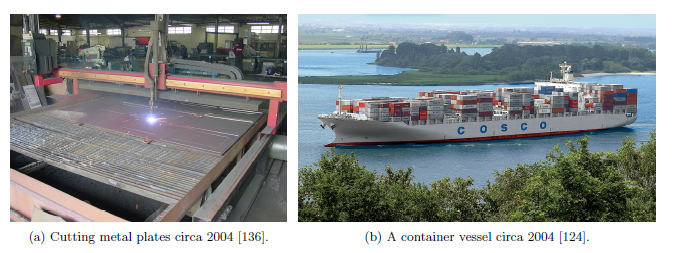 COSCO
(a) Cutting metal plates circa 2004 [136].
(b) A container vessel circa 2004 [124].